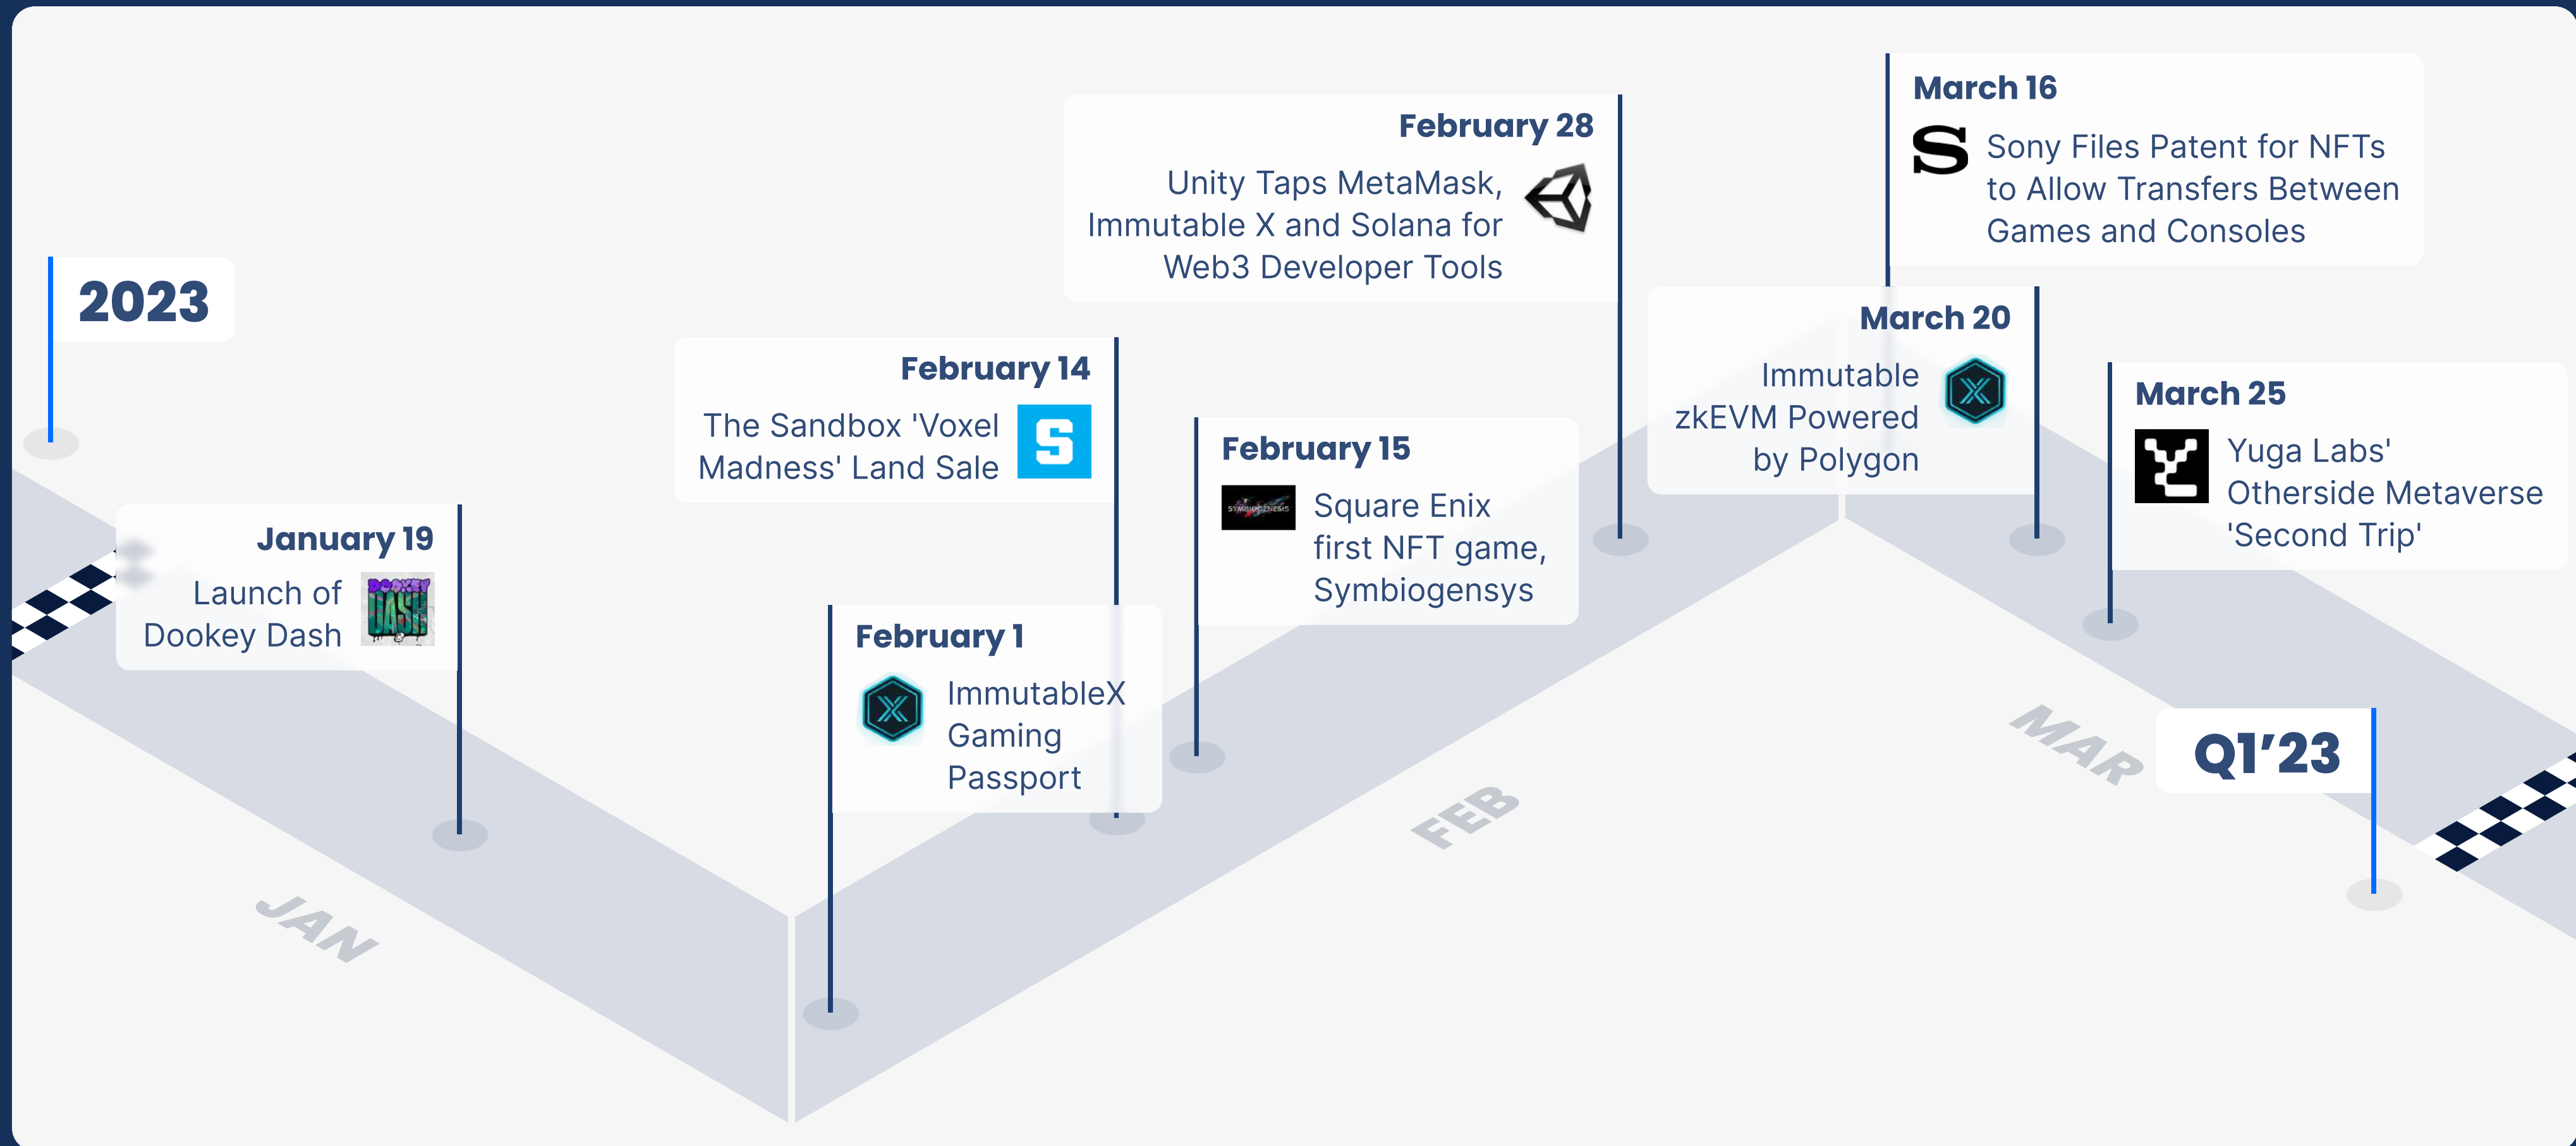 2023
January 19
Launch of
Dookey Dash
DOOKEY
DASH
JAN
February 1
ImmutableX
Gaming
Passport
February 14
The Sandbox 'Voxel
Madness' Land Sale
S
February 15
SYMBIOGENESIS
Square Enix
first NFT game,
Symbiogensys
February 28
Unity Taps MetaMask,
Immutable X and Solana for
Web3 Developer Tools
FEB
March 16
S
Sony Files Patent for NFTs
to Allow Transfers Between
Games and Consoles
March 20
Immutable
zkEVM Powered
by Polygon
March 25
Yuga Labs'
Otherside Metaverse
'Second Trip'
MAR
Q1’23